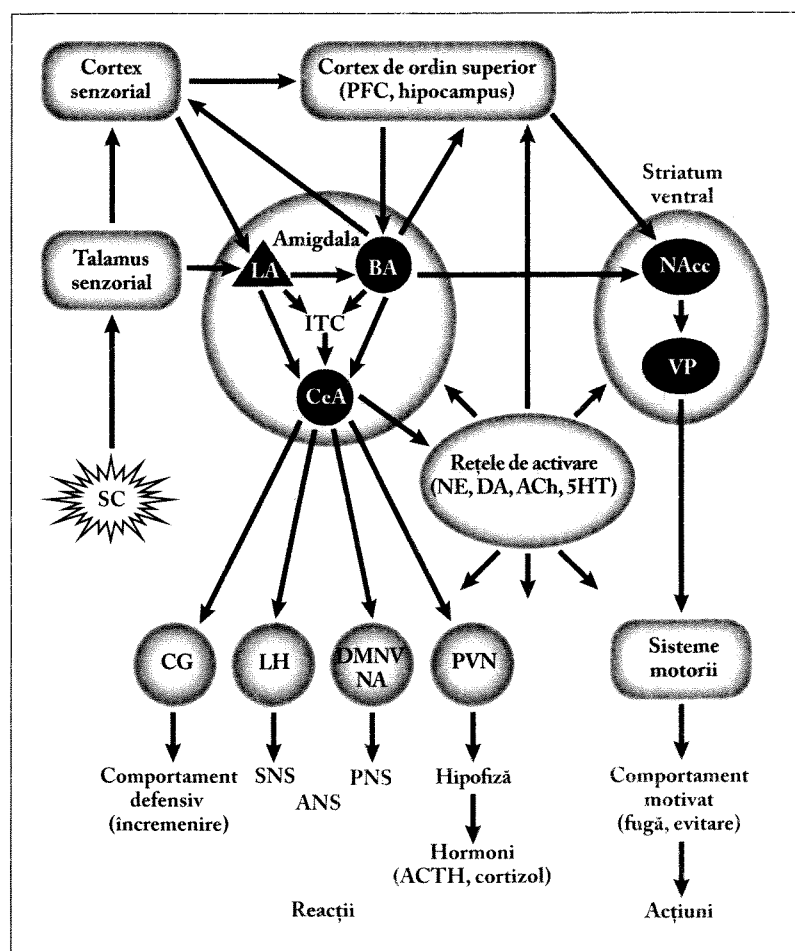 Cortex
senzorial
Cortex de ordin superior
(PFC, hipocampus)
Striatum
ventral
Talamus
senzorial
Amigdala
LA
BA
NAcc
ITC
VP
CeA
Rețele de activare
(NE, DA, ACh, 5HT)
SC
CG
LH
DMNV
NA
PVN
Sisteme
motorii
Comportament
defensiv
(încremenire)
SNS
PNS
ANS
Hipofiză
Comportament
motivat
(fugă, evitare)
Hormoni
(ACTH, cortizol)
Reacții
Acțiuni